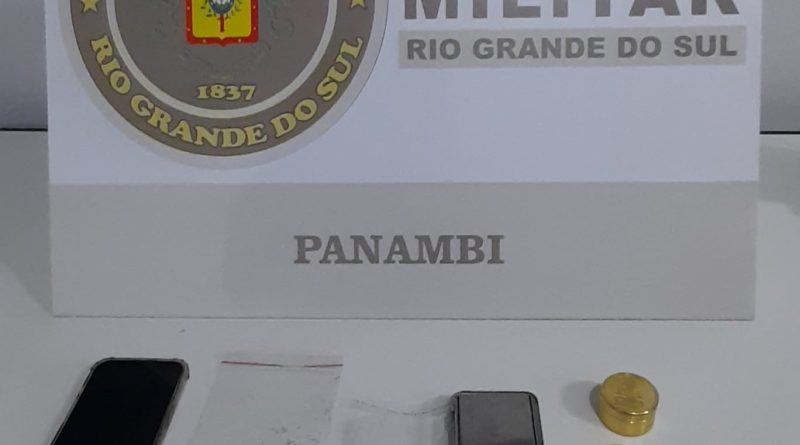 MILITAR
RIO GRANDE DO SUL
1837
RIO GRANDE DO SUL
PANAMBI